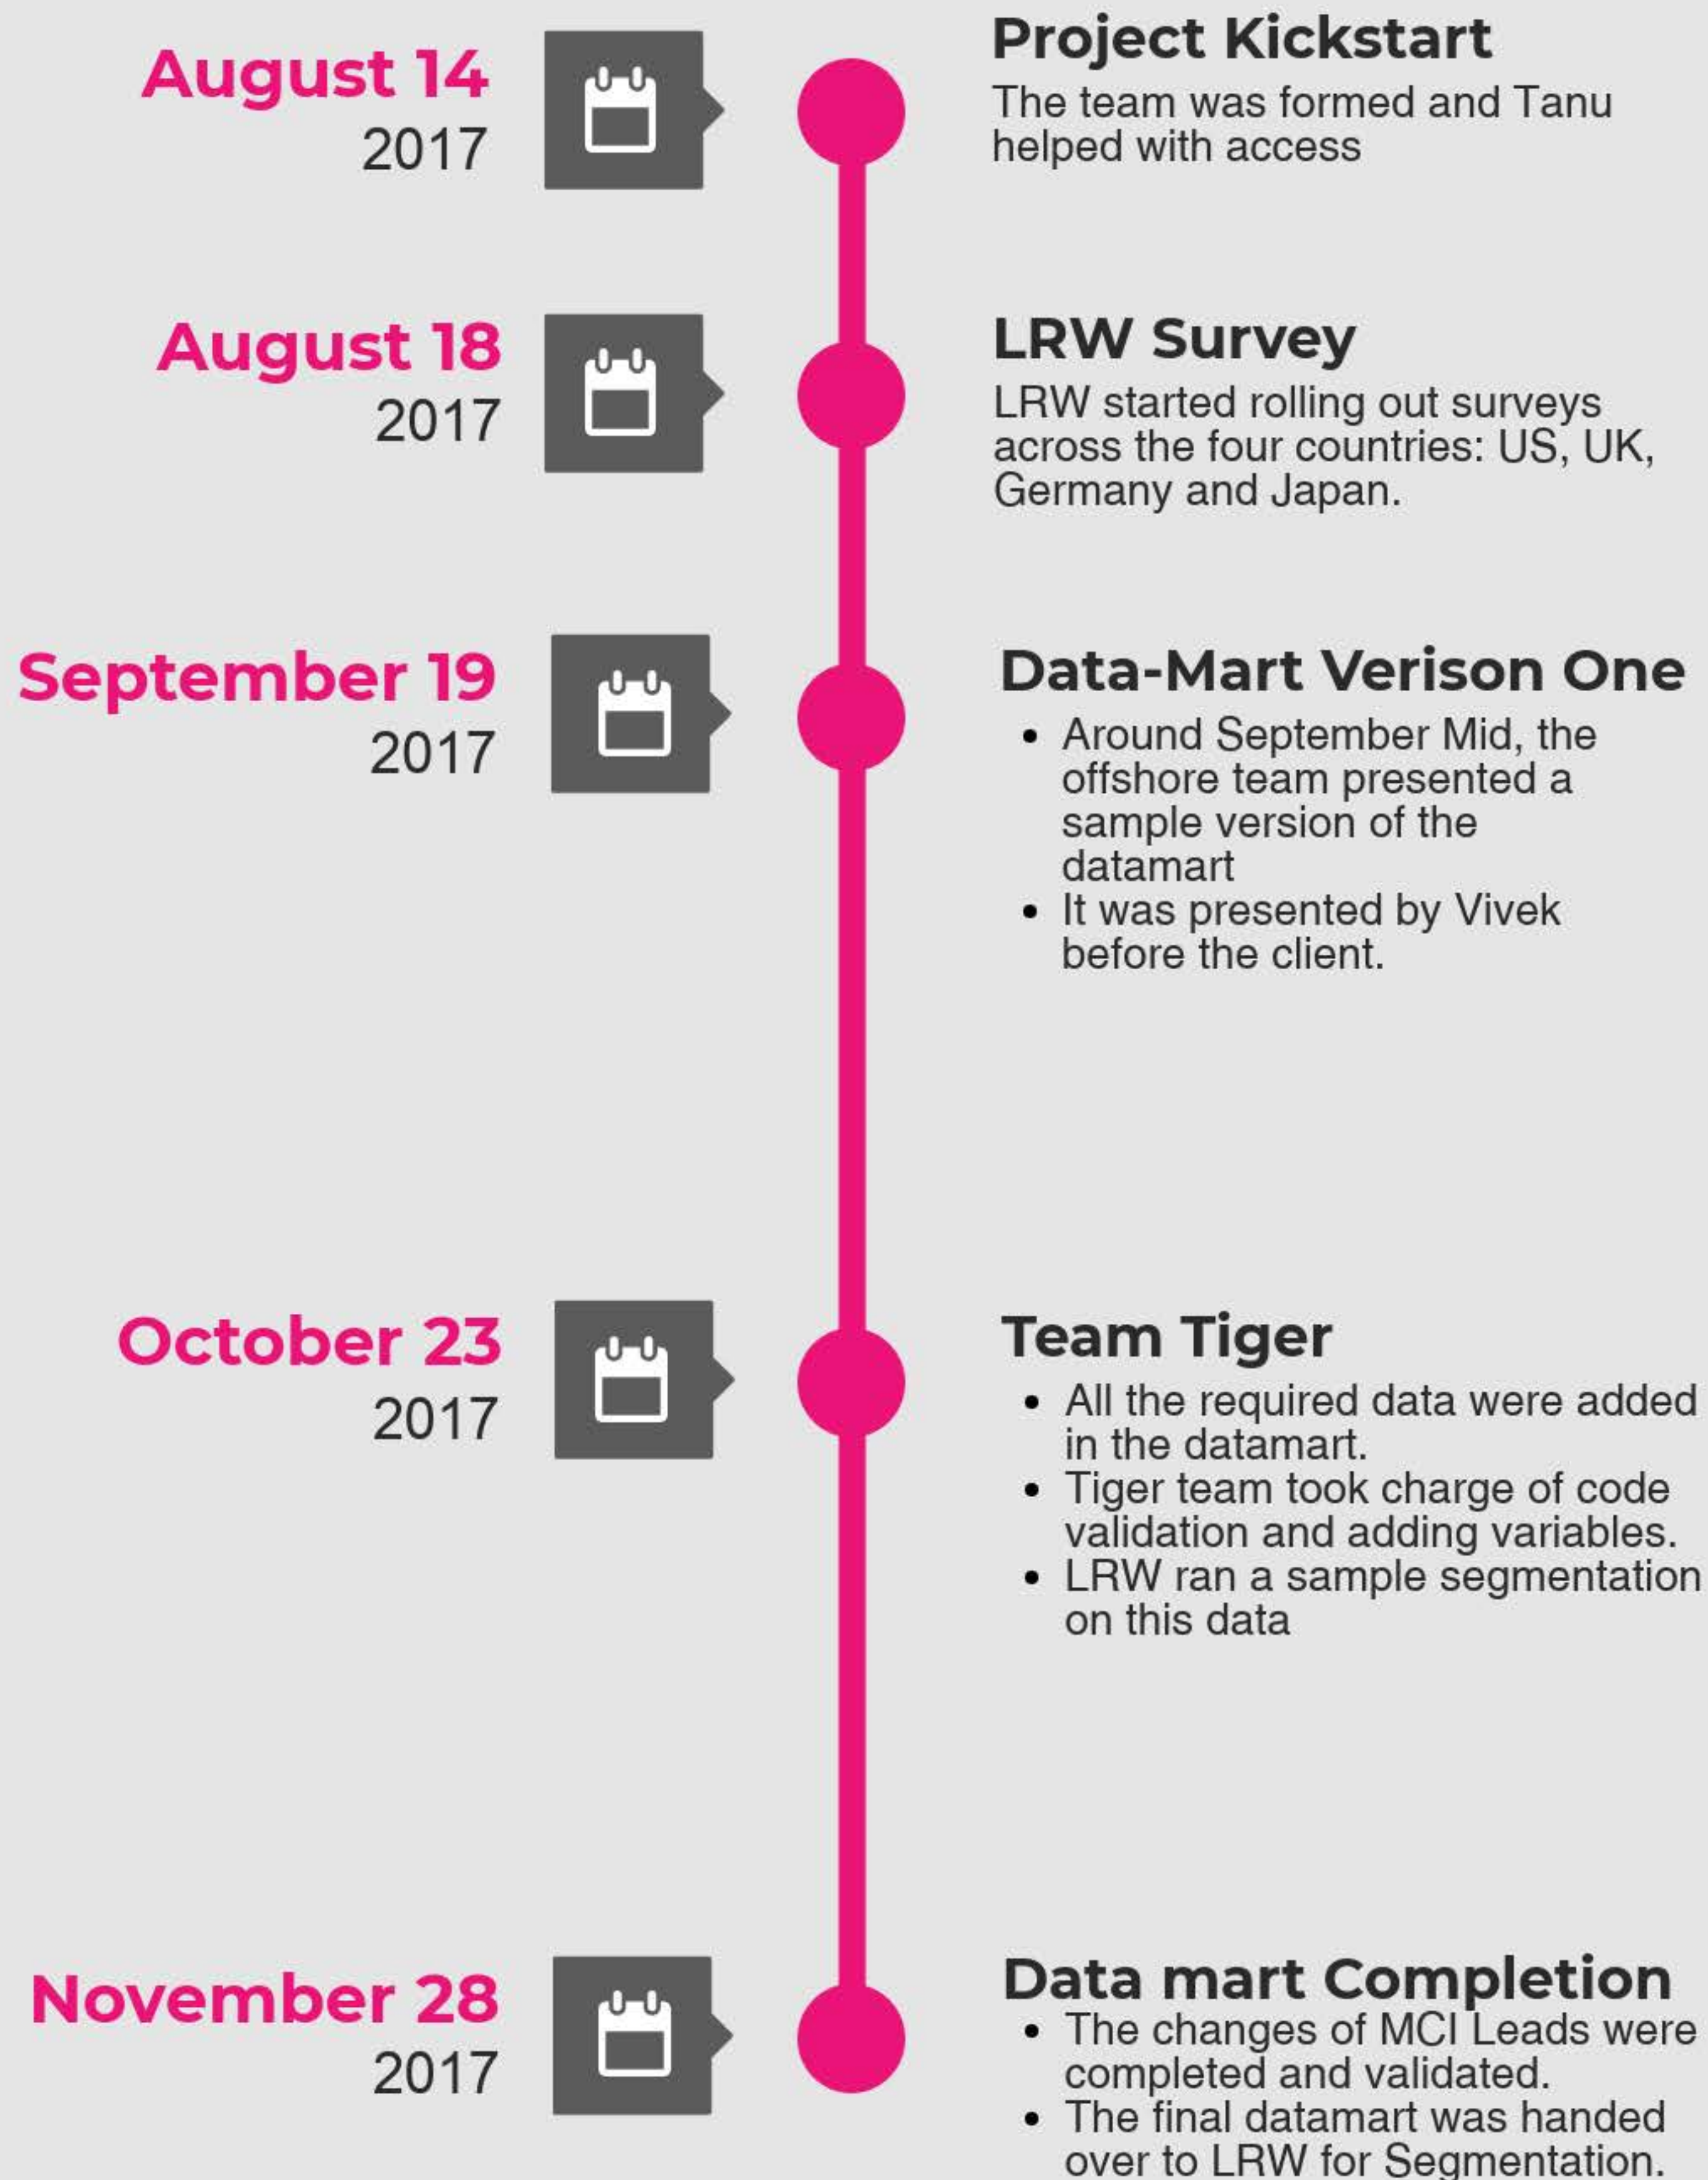 August 14
2017
Project Kickstart
The team was formed and Tanu
helped with access
August 18
2017
LRW Survey
LRW started rolling out surveys
across the four countries: US, UK,
Germany and Japan.
September 19
2017
Data-Mart Verison One
• Around September Mid, the
offshore team presented a
sample version of the
datamart
• It was presented by Vivek
before the client.
October 23
2017
Team Tiger
• All the required data were added
in the datamart.
• Tiger team took charge of code
validation and adding variables.
• LRW ran a sample segmentation
on this data
November 28
2017
Data mart Completion
• The changes of MCI Leads were
completed and validated.
• The final datamart was handed
over to LRW for Segmentation.